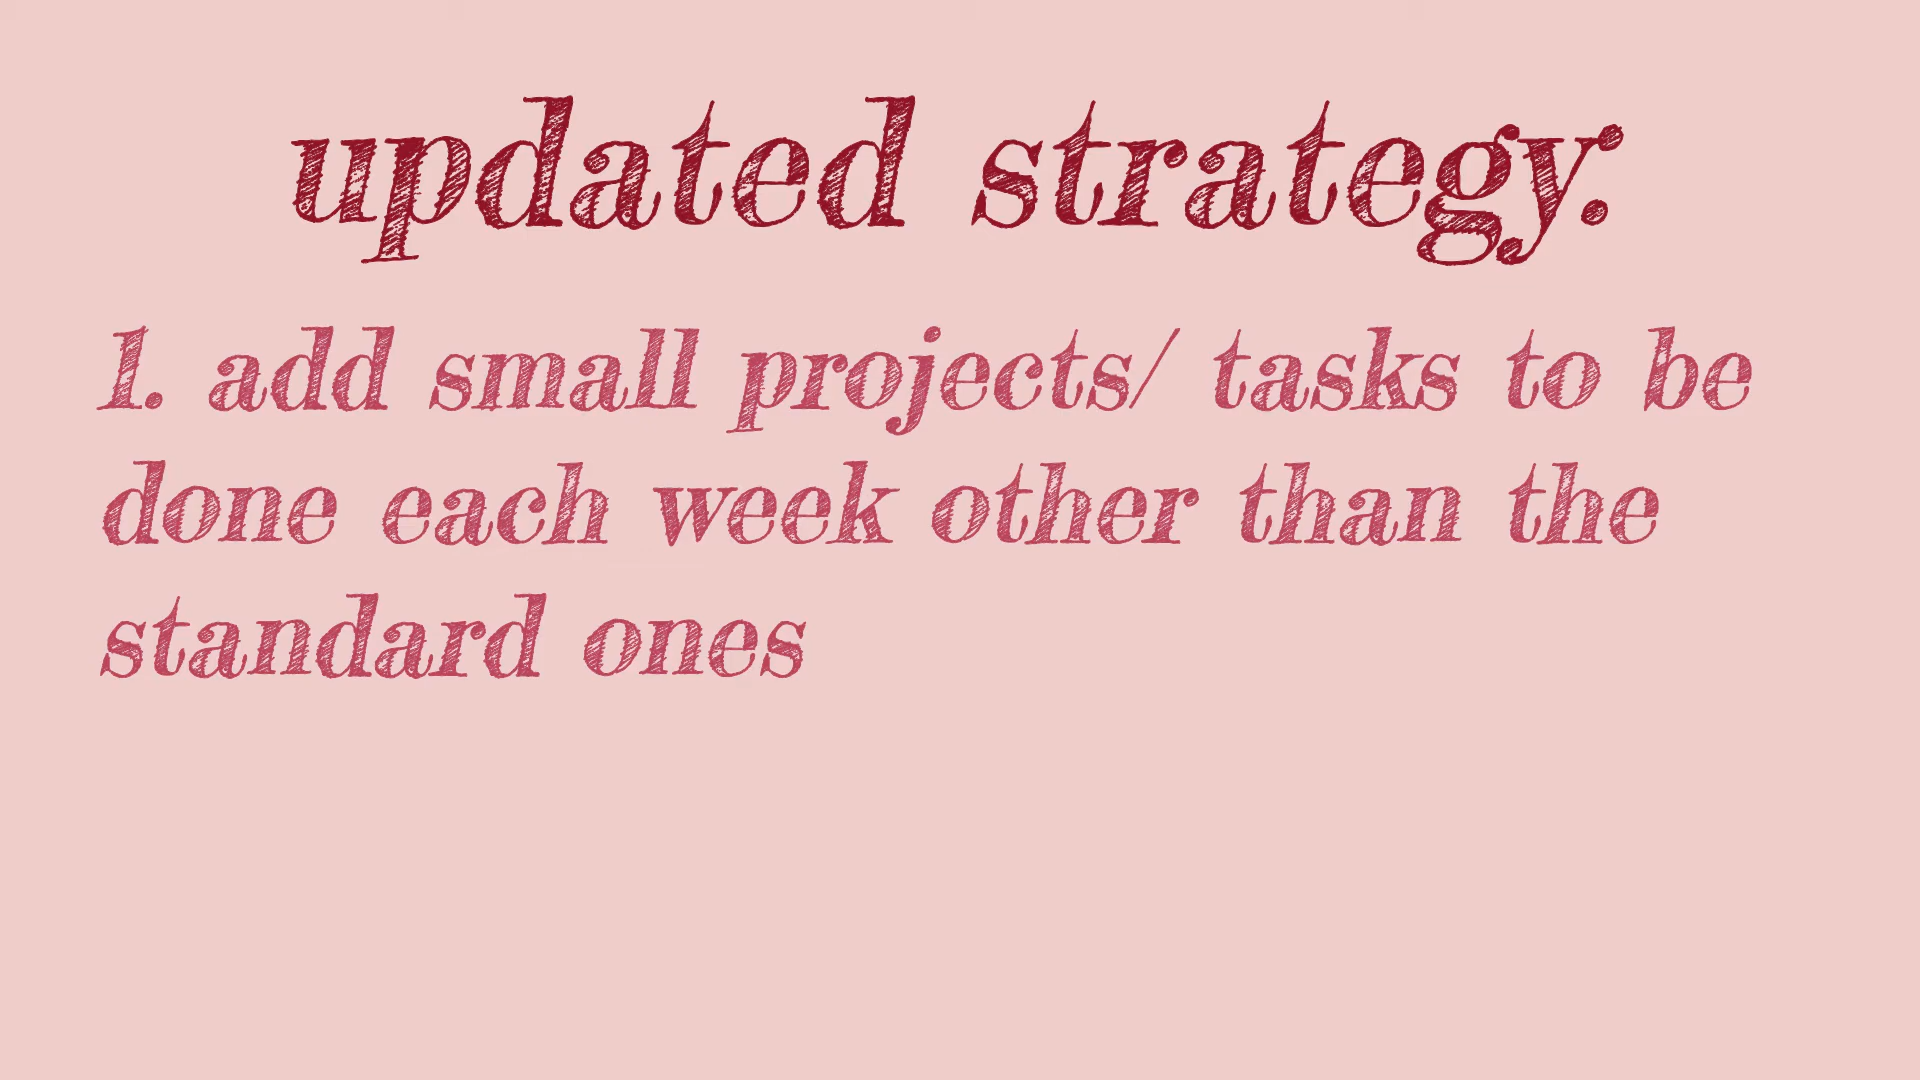 updated strategy:
1. add small projects/ tasks to be
done each week other than the
standard ones